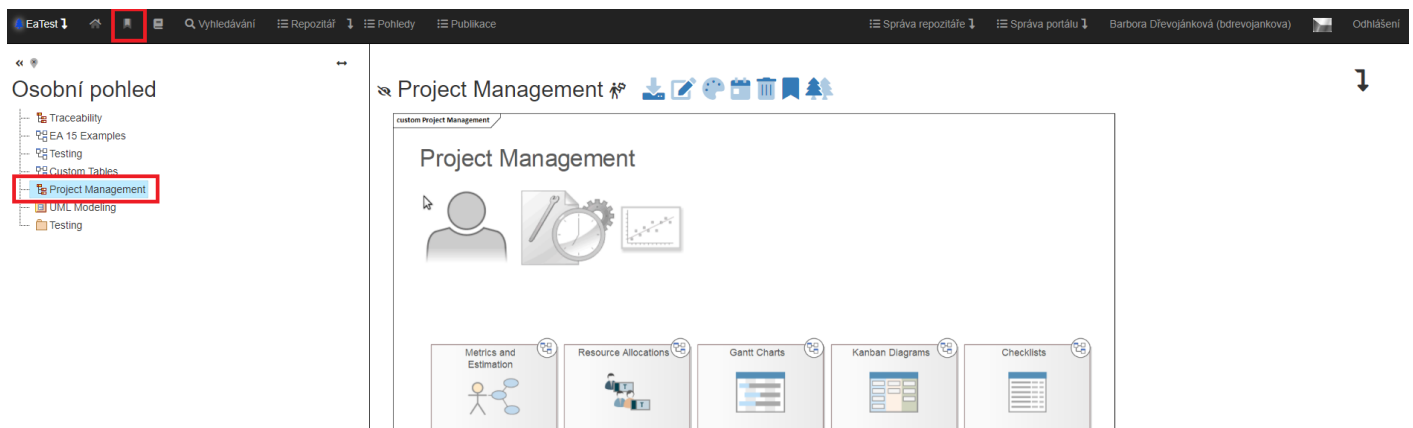 EaTest Vyhledávání Repozitář Pohledy Publikace Správa repozitáře Správa portálu Barbora Dřevojánková (bdrevojankova) Odhlášení
Osobní pohled
Traceability
EA 15 Examples
Testing
Custom Tables
Project Management
UML Modeling
Testing
Project Management
custom Project Management
Project Management
Metrics and
Estimation
Resource Allocations
Gantt Charts
Kanban Diagrams
Checklists